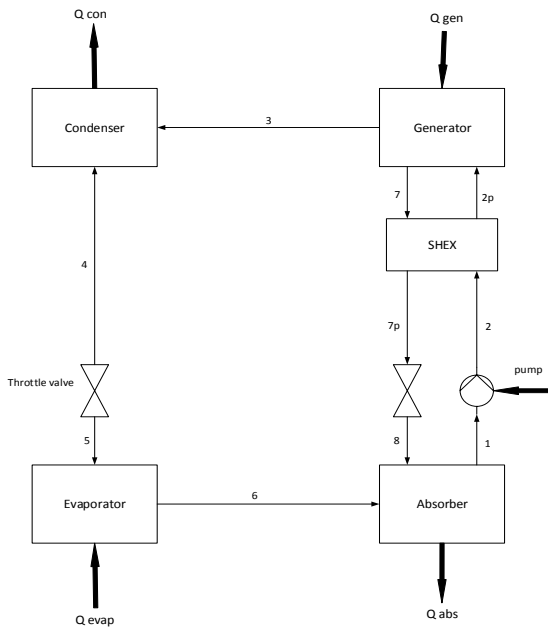 Q con
Q gen
Condenser
3
Generator
7
2p
SHEX
4
7p
2
Throttle valve
pump
5
8
1
Evaporator
6
Absorber
Q evap
Q abs